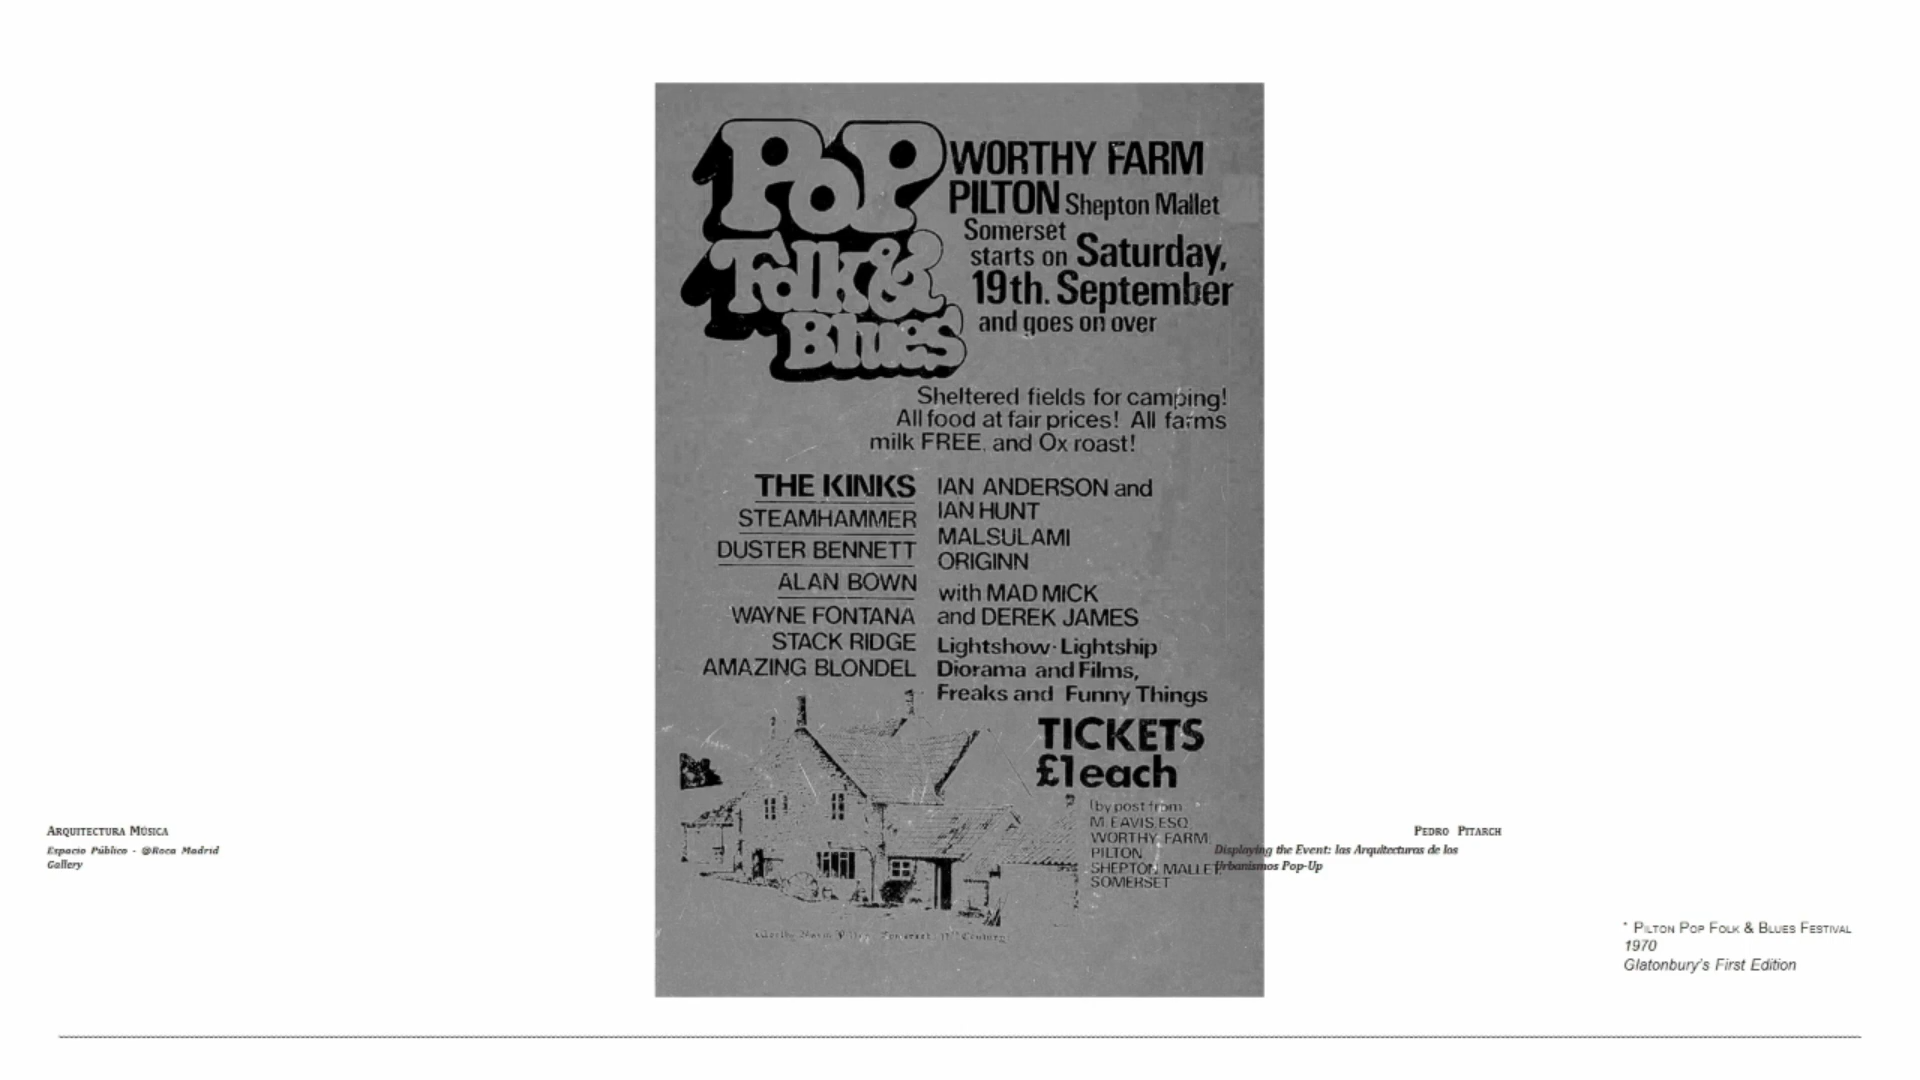 PoP
Folk &
Blues
WORTHY FARM
PILTON Shepton Mallet
Somerset
starts on Saturday,
19th. September
and goes on over
Sheltered fields for camping!
All food at fair prices! All farms
milk FREE, and Ox roast!
THE KINKS
STEAMHAMMER
DUSTER BENNETT
ALAN BOWN
WAYNE FONTANA
STACK RIDGE
AMAZING BLONDEL
IAN ANDERSON and
IAN HUNT
MALSULAMI
ORIGINN
with MAD MICK
and DEREK JAMES
Lightshow · Lightship
Diorama and Films,
Freaks and Funny Things
TICKETS
£1 each
(by post from
M. EAVIS ESQ
WORTHY FARM,
PILTON
SHEPTON MALLET,
SOMERSET
Arquitectura Música
Espacio Público - @Roca Madrid
Gallery
Pedro Pitarch
Displaying the Event: las Arquitecturas de los
Urbanismos Pop-Up
* Pilton Pop Folk & Blues Festival
1970
Glatonbury's First Edition